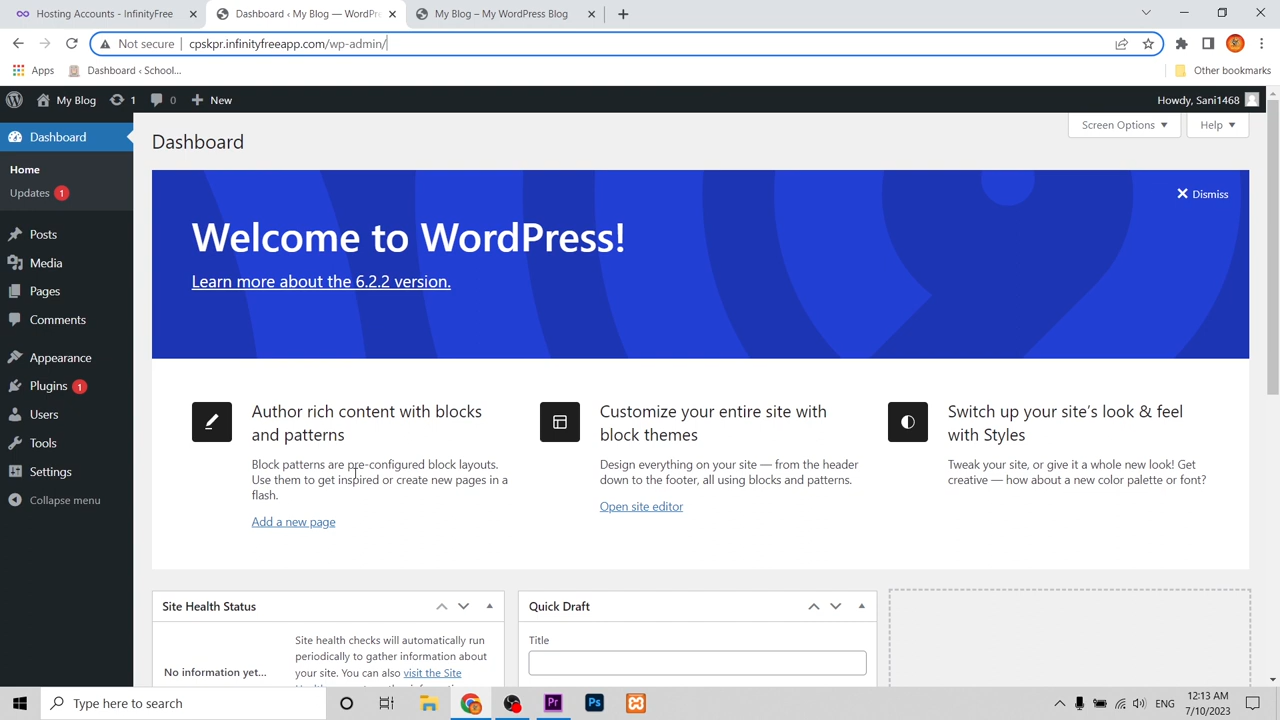 Hosting Accounts - InfinityFree
Dashboard ‹ My Blog — WordPr
My Blog – My WordPress Blog
Not secure
cpskpr.infinityfreeapp.com/wp-admin/
Apps
Dashboard ‹ School...
Other bookmarks
My Blog
1
0
New
Howdy, Sani1468
Dashboard
Home
Updates 1
Posts
Media
Pages
Comments
Appearance
Plugins 1
Users
Tools
Settings
Collapse menu
Dashboard
Screen Options
Help
Dismiss
Welcome to WordPress!
Learn more about the 6.2.2 version.
Author rich content with blocks
and patterns
Block patterns are pre-configured block layouts.
Use them to get inspired or create new pages in a
flash.
Add a new page
Customize your entire site with
block themes
Design everything on your site — from the header
down to the footer, all using blocks and patterns.
Open site editor
Switch up your site's look & feel
with Styles
Tweak your site, or give it a whole new look! Get
creative — how about a new color palette or font?
Site Health Status
No information yet...
Site health checks will automatically run
periodically to gather information about
your site. You can also visit the Site
Quick Draft
Title
Type here to search
Pr
Ps
ENG
12:13 AM
7/10/2023